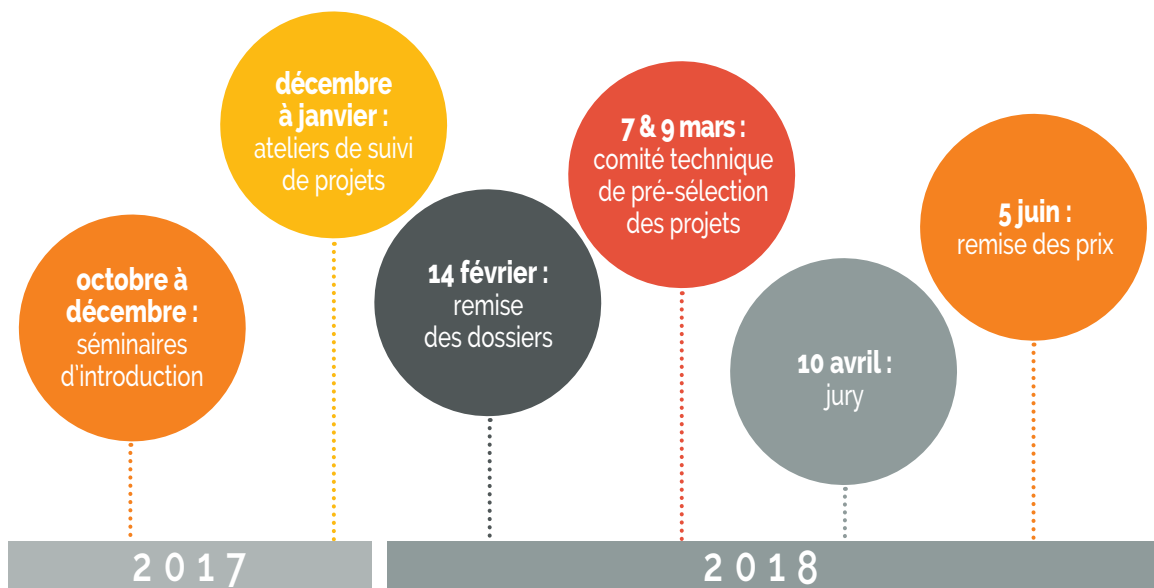 octobre à
décembre :
séminaires
d'introduction
décembre
à janvier :
ateliers de suivi
de projets
14 février :
remise
des dossiers
7 & 9 mars :
comité technique
de pré-sélection
des projets
10 avril :
jury
5 juin :
remise des prix
2017
2018